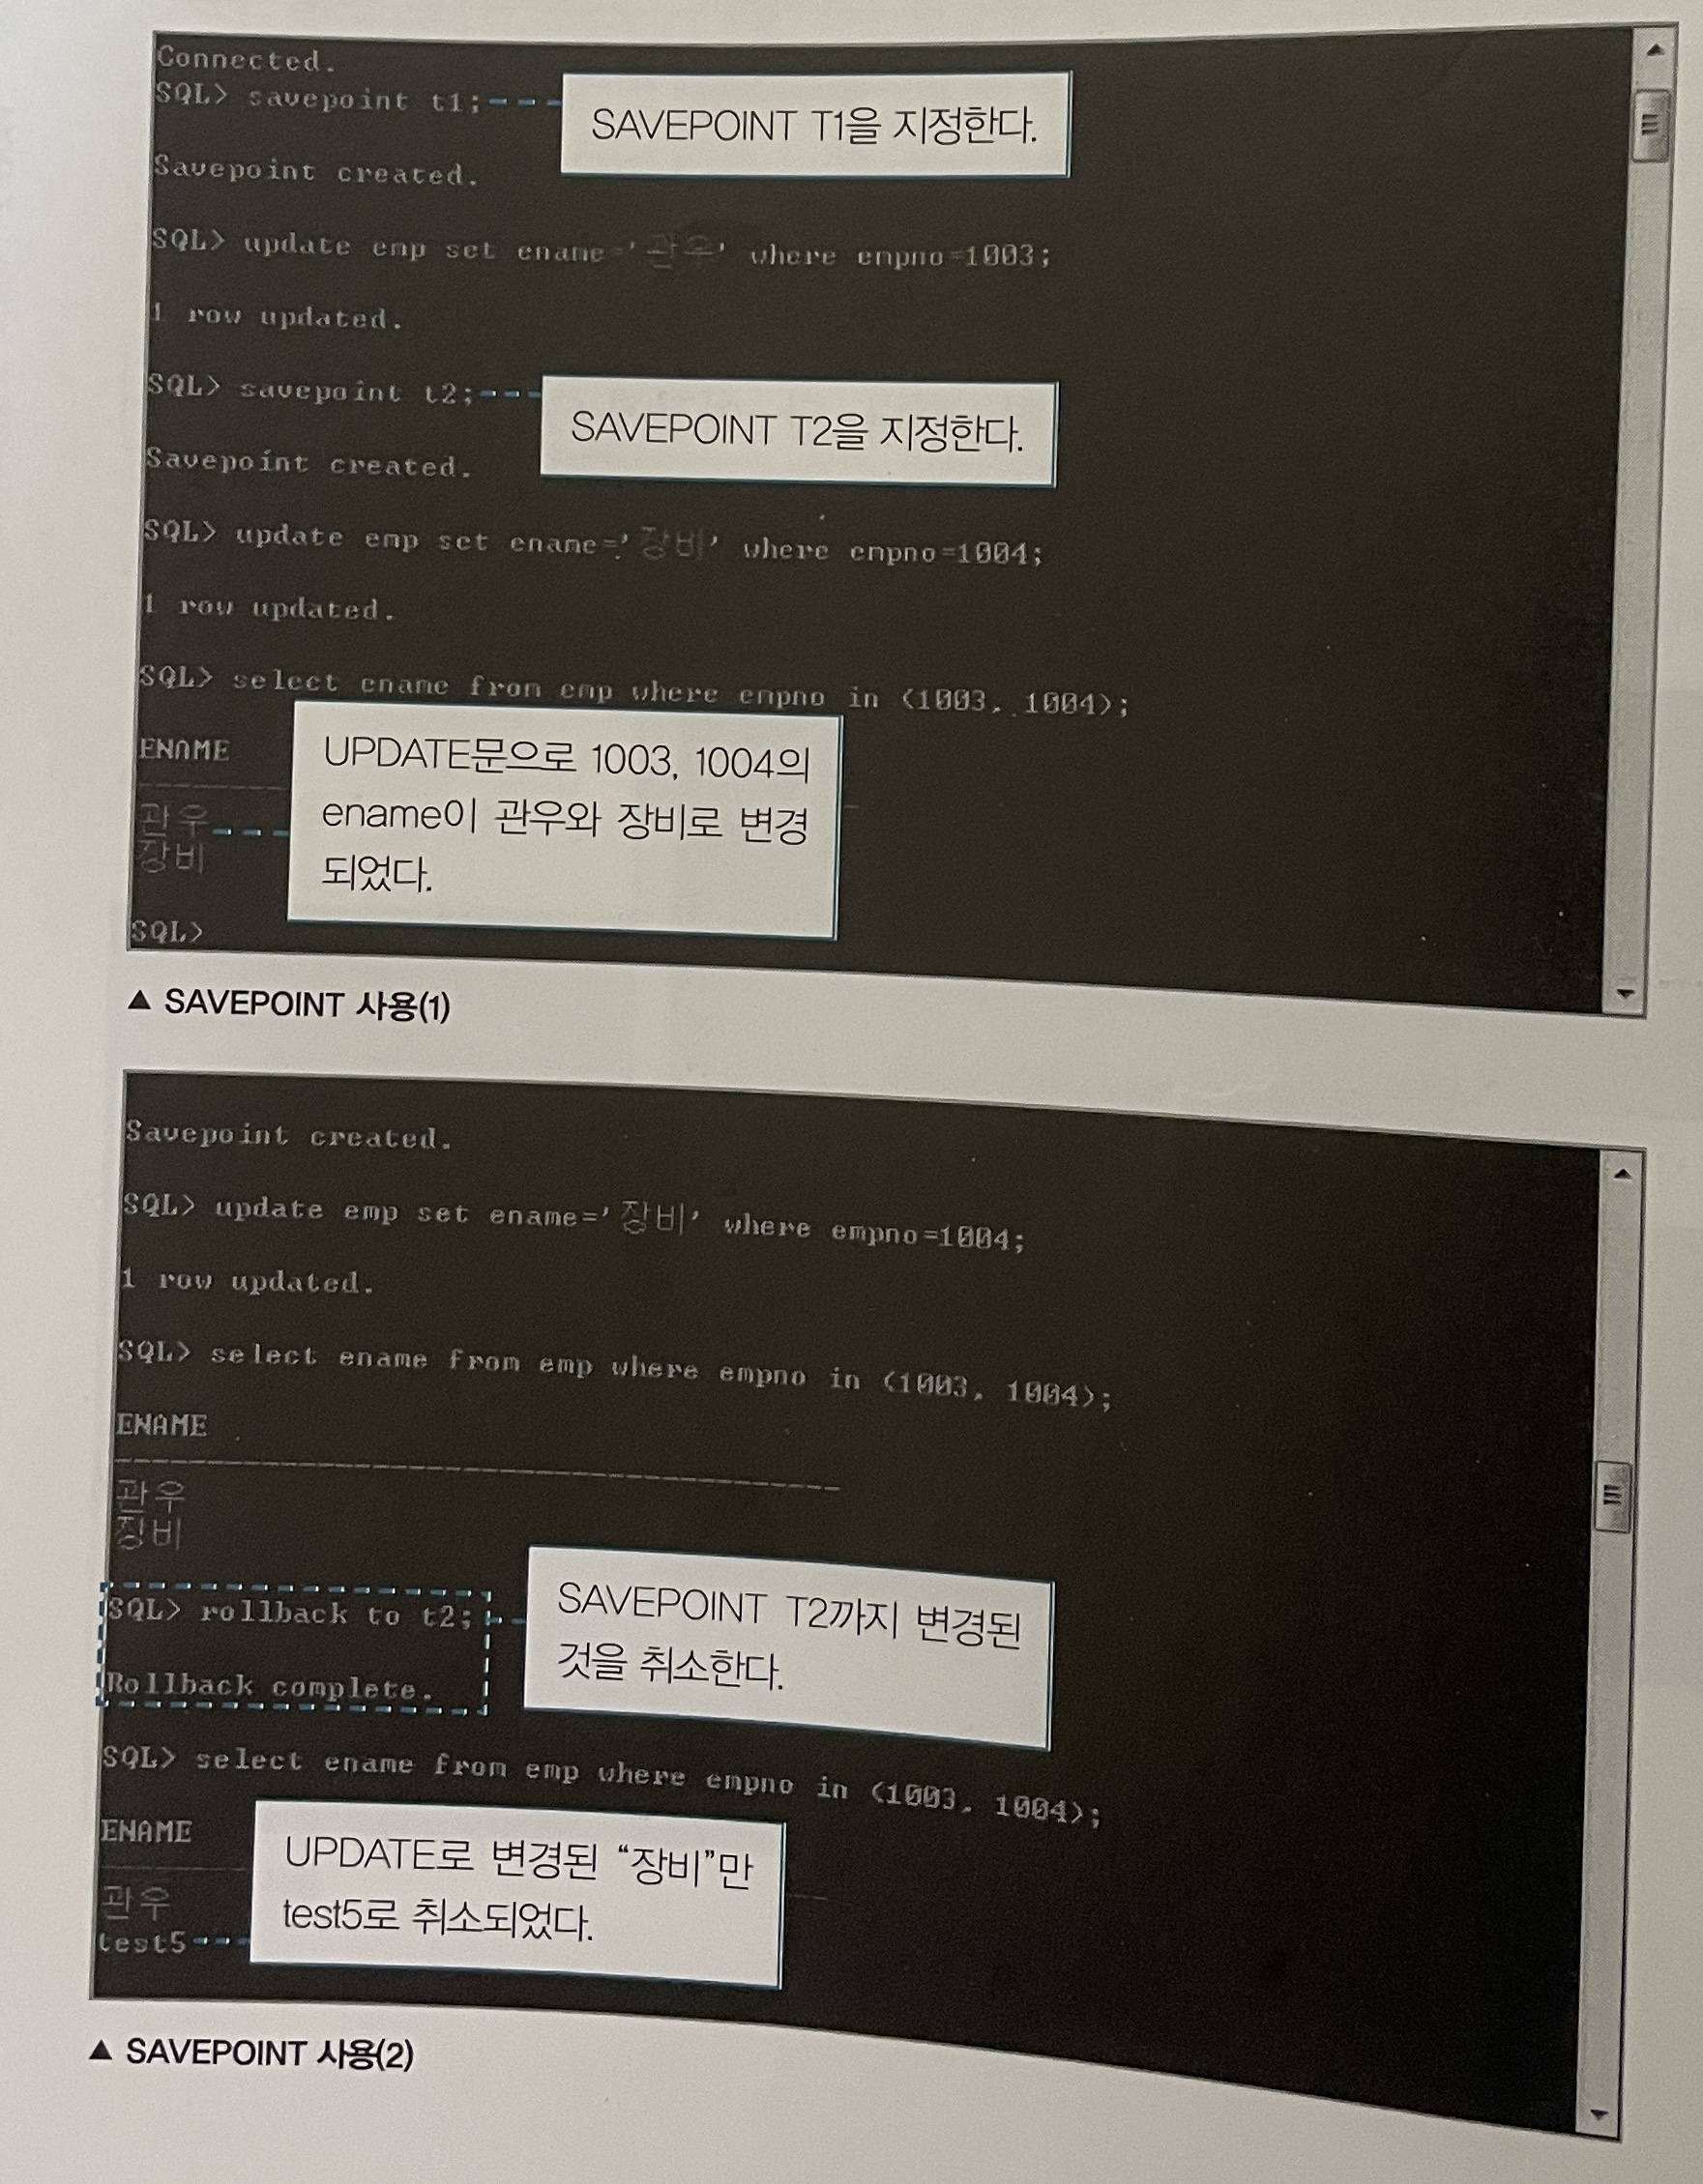 Connected.
SQL> savepoint t1;
SAVEPOINT T1을 지정한다.
Savepoint created.
SQL> update emp set ename='관우' where empno=1003;
1 row updated.
SQL> savepoint t2;
SAVEPOINT T2을 지정한다.
Savepoint created.
SQL> update emp set ename='장비' where empno=1004;
1 row updated.
SQL> select ename from emp where empno in (1003, 1004);
ENAME
관우
장비
UPDATE문으로 1003, 1004의
ename이 관우와 장비로 변경
되었다.
SQL>
▲ SAVEPOINT 사용(1)
Savepoint created.
SQL> update emp set ename='장비' where empno=1004;
1 row updated.
SQL> select ename from emp where empno in (1003, 1004);
ENAME
----------------------------------------
관우
장비
SQL> rollback to t2;
Rollback complete.
SAVEPOINT T2까지 변경된
것을 취소한다.
SQL> select ename from emp where empno in (1003, 1004);
ENAME
관우
test5
UPDATE로 변경된 “장비”만
test5로 취소되었다.
▲ SAVEPOINT 사용(2)